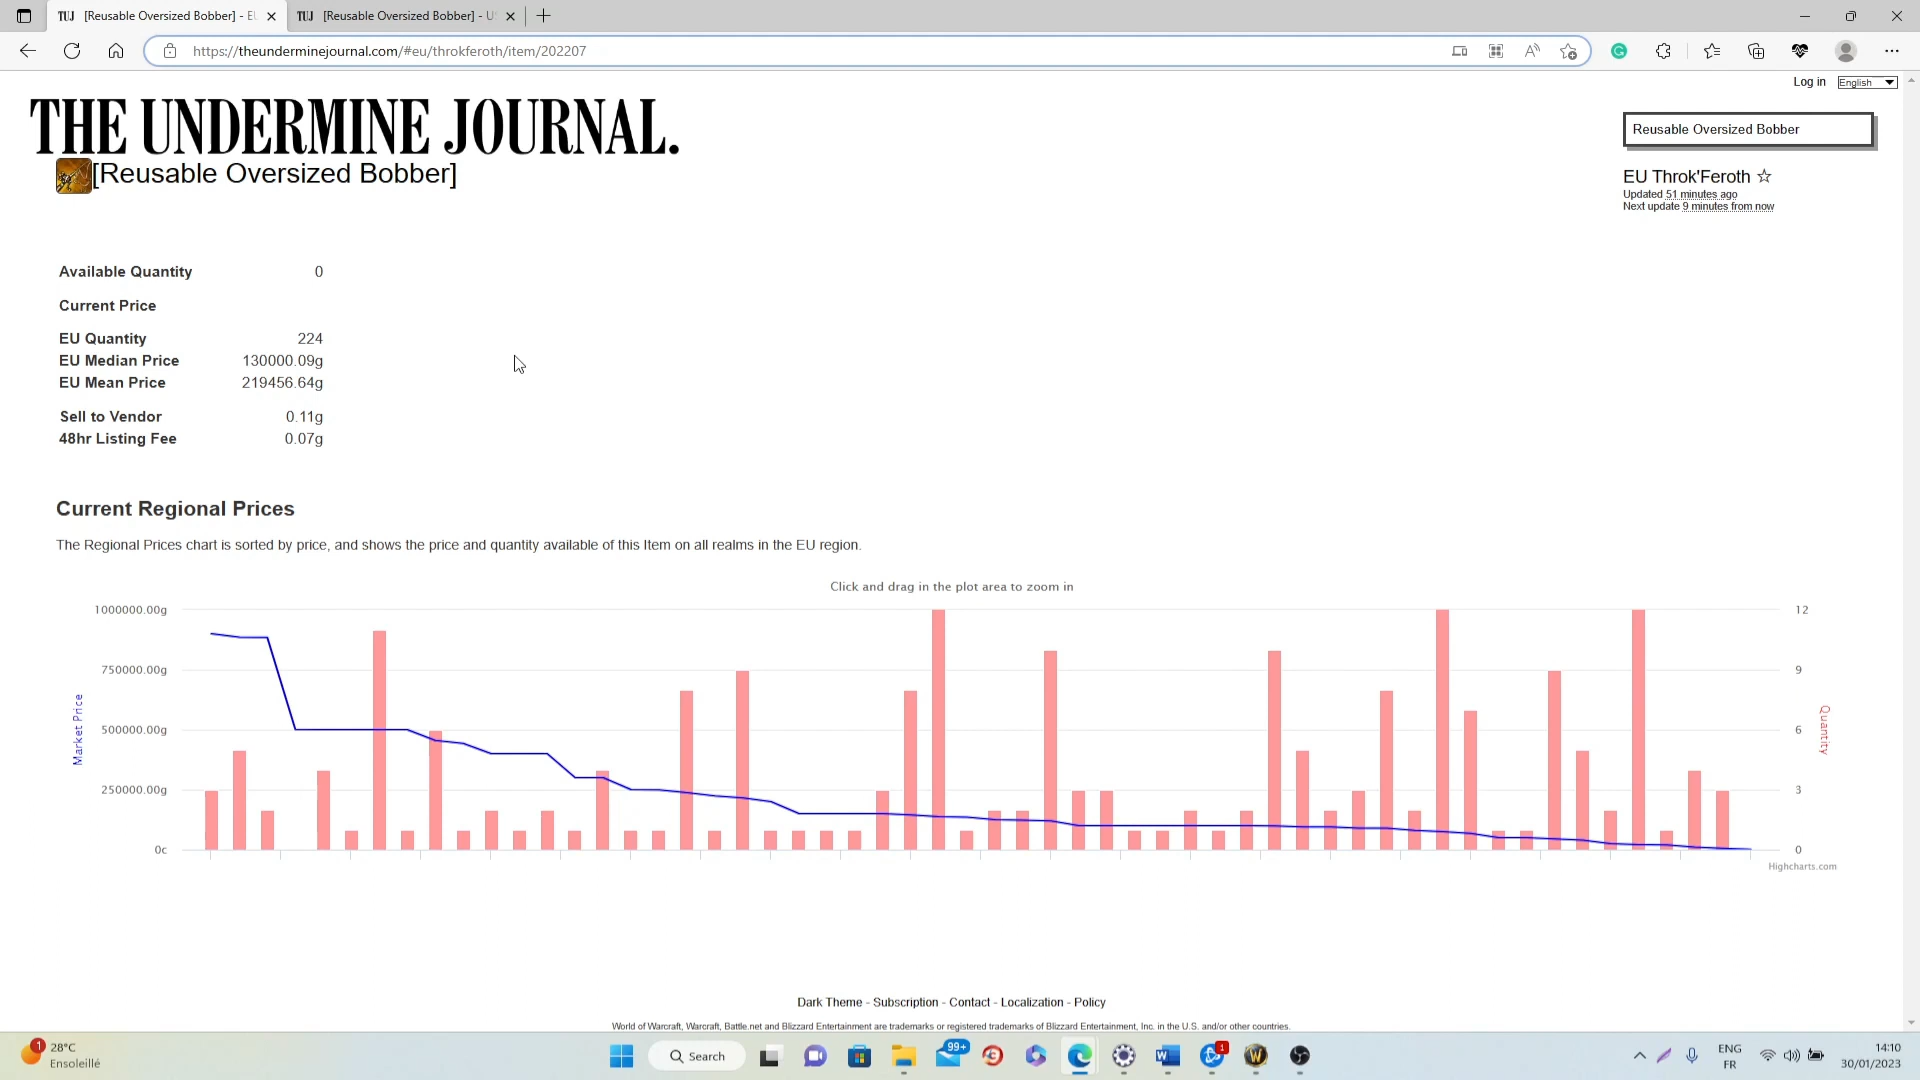 TUJ [Reusable Oversized Bobber] - EU
TUJ [Reusable Oversized Bobber] - US
https://theunderminejournal.com/#eu/throkferoth/item/202207
Log in
English
THE UNDERMINE JOURNAL.
Reusable Oversized Bobber
[Reusable Oversized Bobber]
EU Throk'Feroth ☆
Updated 51 minutes ago
Next update 9 minutes from now
Available Quantity 0
Current Price
EU Quantity 224
EU Median Price 130000.09g
EU Mean Price 219456.64g
Sell to Vendor 0.11g
48hr Listing Fee 0.07g
Current Regional Prices
The Regional Prices chart is sorted by price, and shows the price and quantity available of this Item on all realms in the EU region.
Click and drag in the plot area to zoom in
1000000.00g
12
750000.00g
9
Market Price
500000.00g
6
Quantity
250000.00g
3
0c
0
Highcharts.com
Dark Theme - Subscription - Contact - Localization - Policy
World of Warcraft, Warcraft, Battle.net and Blizzard Entertainment are trademarks or registered trademarks of Blizzard Entertainment, Inc. in the U.S. and/or other countries.
1
28°C
Ensoleillé
Search
99+
1
ENG
FR
14:10
30/01/2023